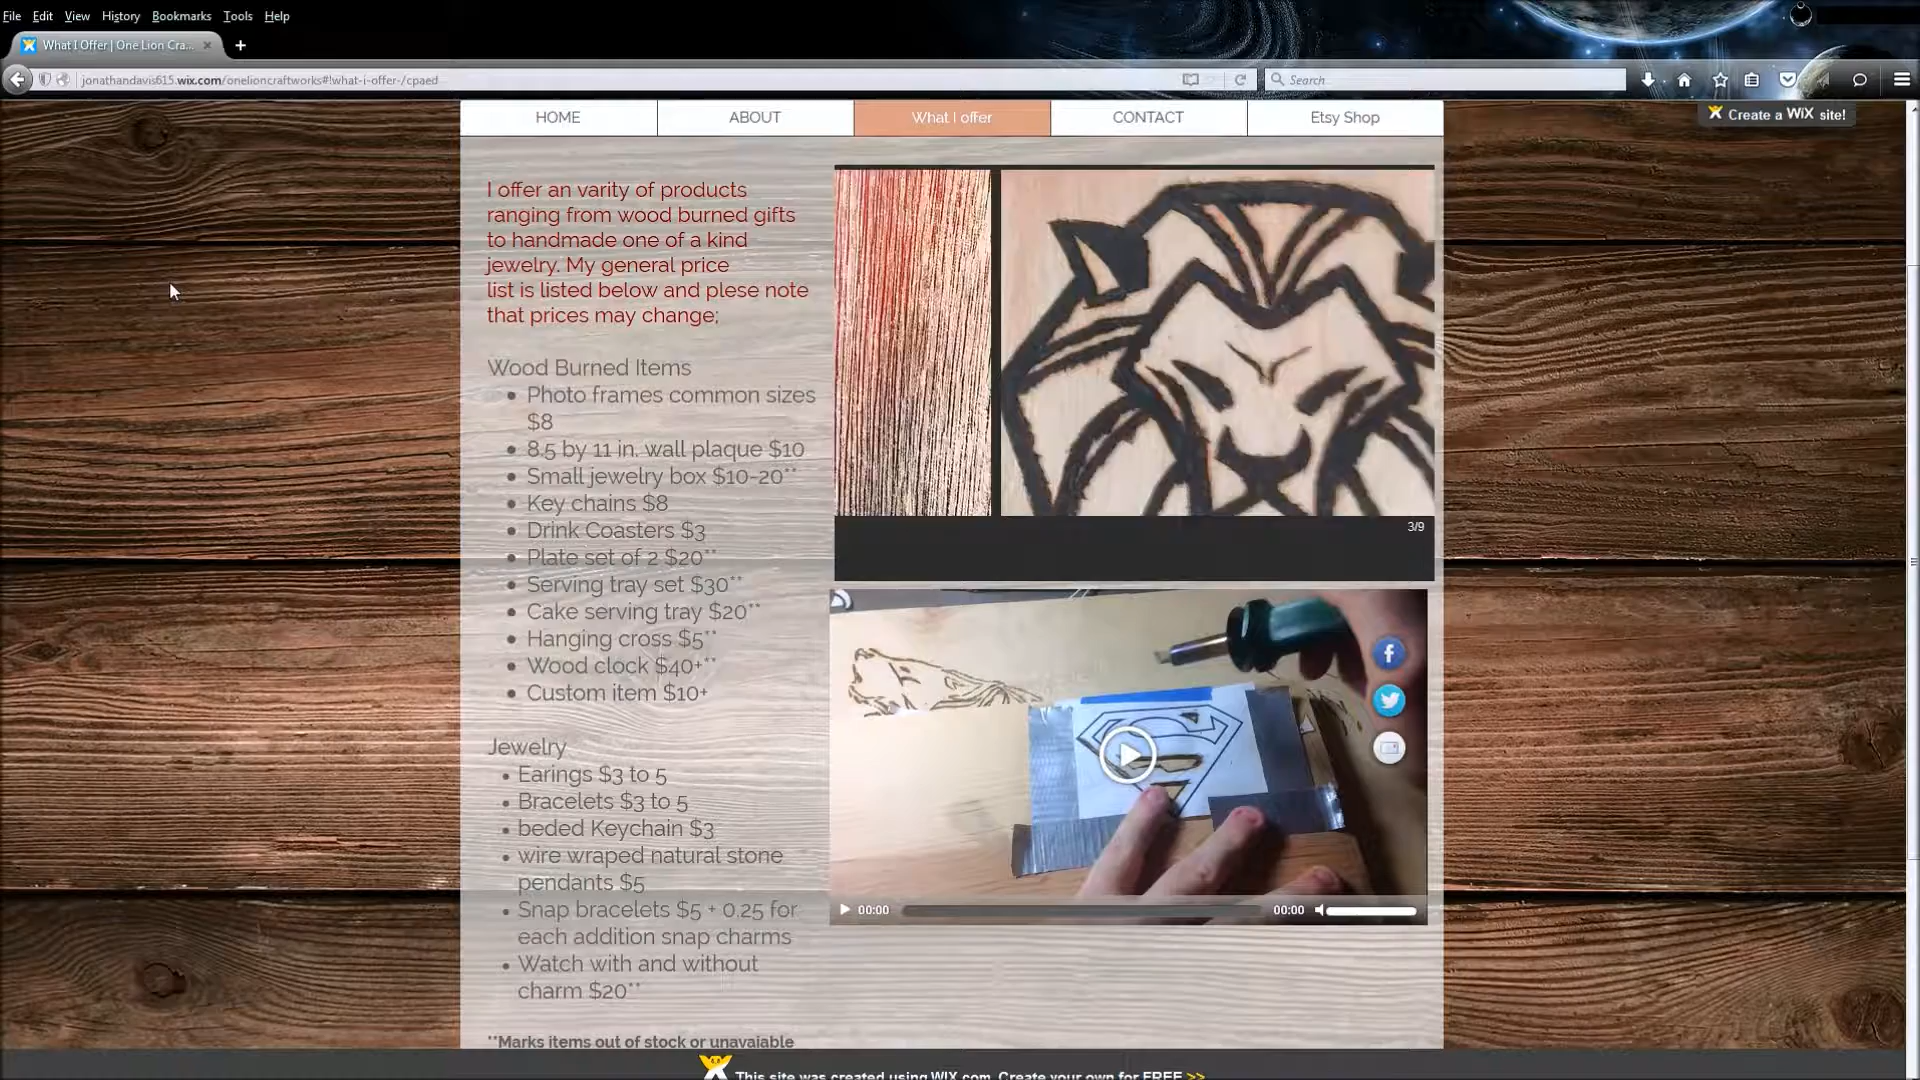 File Edit View History Bookmarks Tools Help
What I Offer | One Lion Cra...
jonathandavis615.wix.com/onelioncraftworks#!what-i-offer-/cpaed
Search
HOME ABOUT What I offer CONTACT Etsy Shop
Create a WiX site!
I offer an varity of products
ranging from wood burned gifts
to handmade one of a kind
jewelry. My general price
list is listed below and plese note
that prices may change;
Wood Burned Items
Photo frames common sizes
$8
8.5 by 11 in. wall plaque $10
Small jewelry box $10-20**
Key chains $8
Drink Coasters $3
Plate set of 2 $20**
Serving tray set $30**
Cake serving tray $20**
Hanging cross $5**
Wood clock $40+**
Custom item $10+
Jewelry
Earings $3 to 5
Bracelets $3 to 5
beded Keychain $3
wire wraped natural stone
pendants $5
Snap bracelets $5 + 0.25 for
each addition snap charms
Watch with and without
charm $20**
**Marks items out of stock or unavaiable
3/9
00:00 00:00
This site was created using WIX.com. Create your own for FREE >>